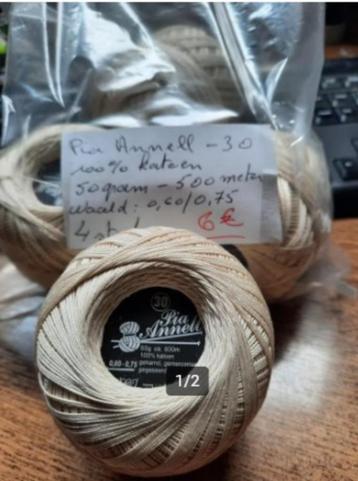 Pia Annell - 30
100% katoen
50 gram - 500 meter
naald: 0,60/0,75
4
6€
30
Pia
Annell
100% katoen
0,60-0,75
1/2